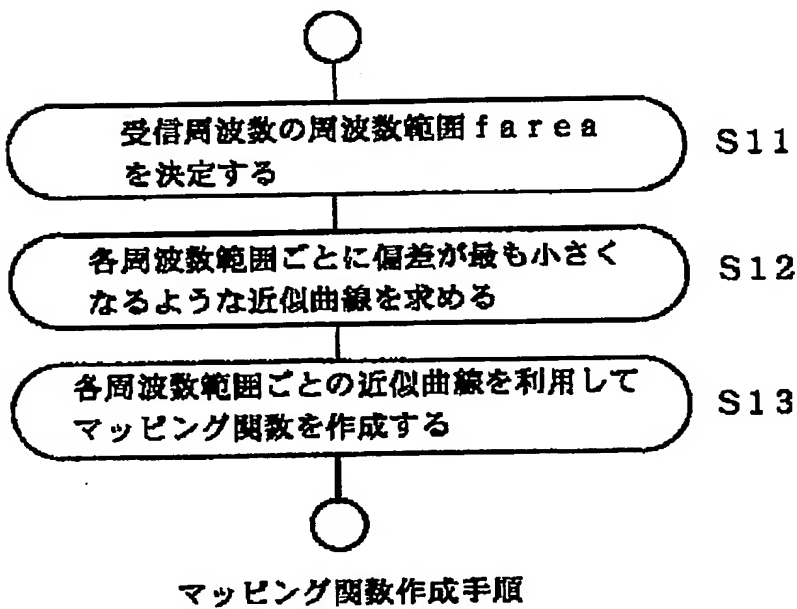 受信周波数の周波数範囲farea
を決定する
S11
各周波数範囲ごとに偏差が最も小さく
なるような近似曲線を求める
S12
各周波数範囲ごとの近似曲線を利用して
マッピング関数を作成する
S13
マッピング関数作成手順